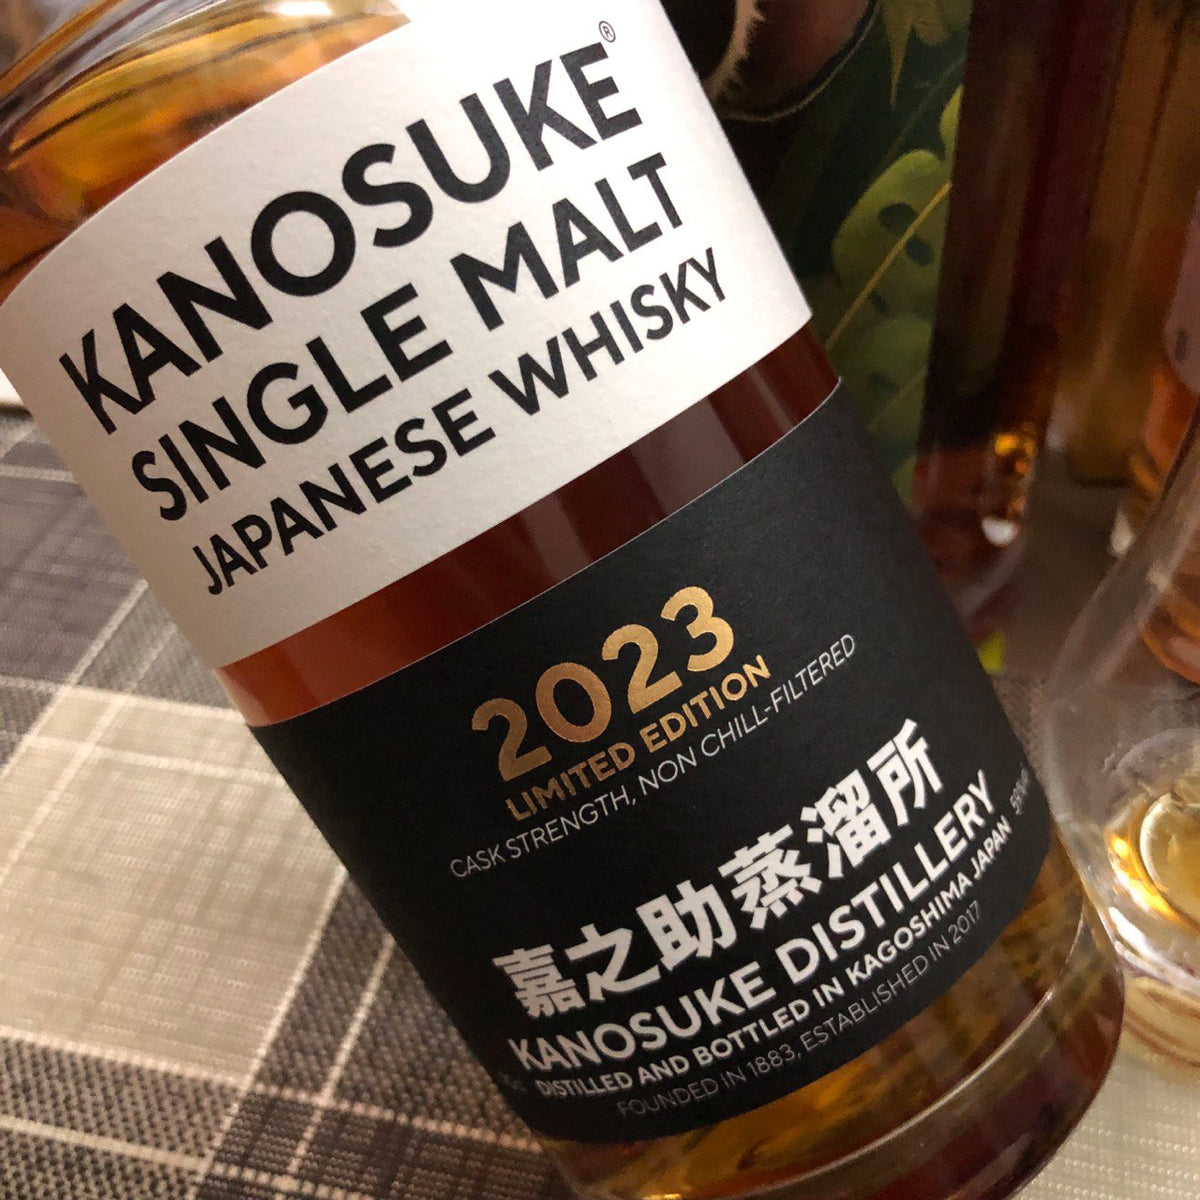 KANOSUKE®
SINGLE MALT
JAPANESE WHISKY
2023
LIMITED EDITION
CASK STRENGTH, NON CHILL-FILTERED
嘉之助蒸溜所
KANOSUKE DISTILLERY
DISTILLED AND BOTTLED IN KAGOSHIMA JAPAN
FOUNDED IN 1883, ESTABLISHED IN 2017